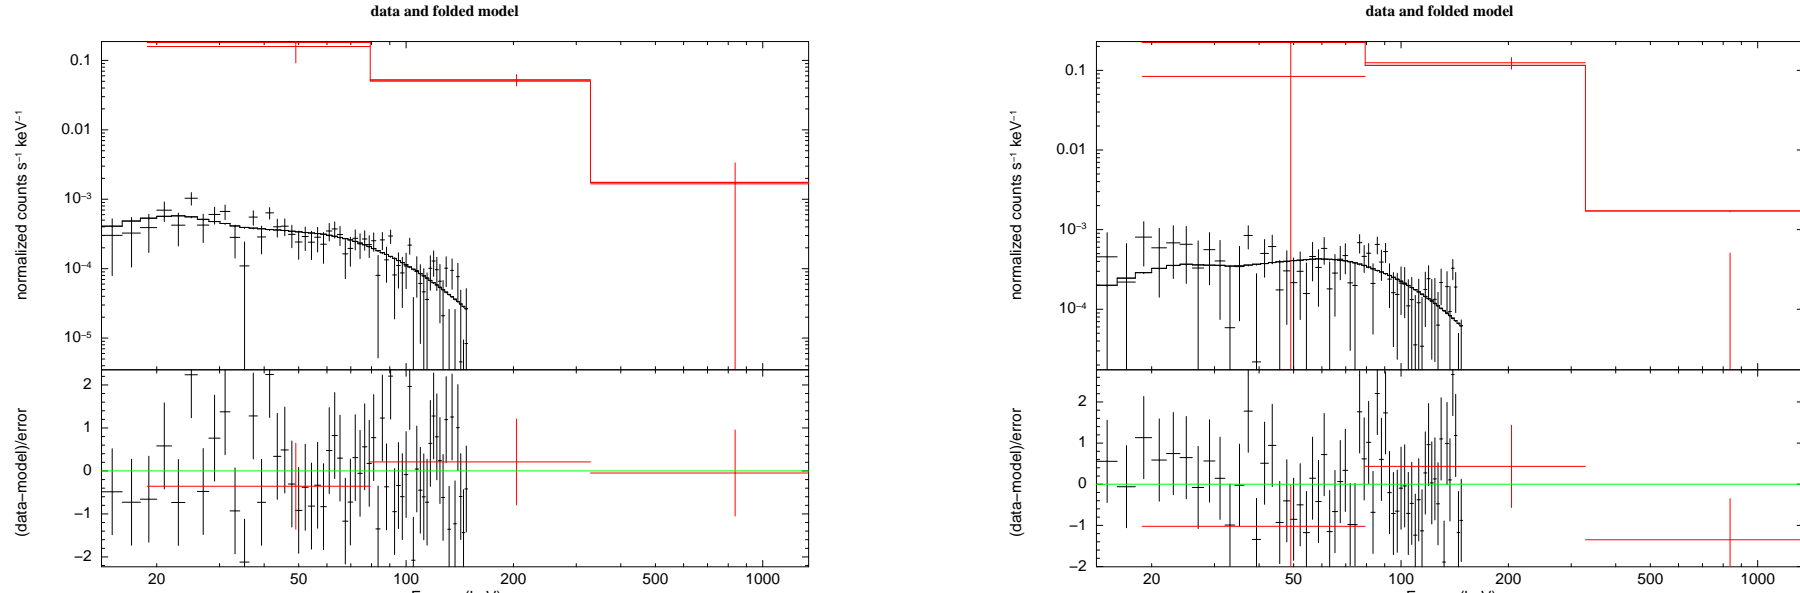 data and folded model
normalized counts s⁻¹ keV⁻¹
0.1
0.01
10⁻³
10⁻⁴
10⁻⁵
(data−model)/error
2
1
0
−1
−2
20 50 100 200 500 1000
data and folded model
normalized counts s⁻¹ keV⁻¹
0.1
0.01
10⁻³
10⁻⁴
(data−model)/error
2
1
0
−1
−2
20 50 100 200 500 1000